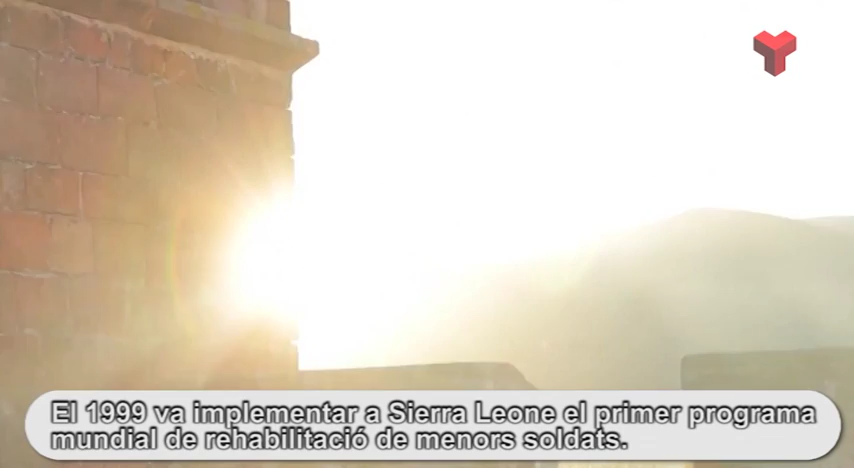 El 1999 va implementar a Sierra Leone el primer programa
mundial de rehabilitació de menors soldats.